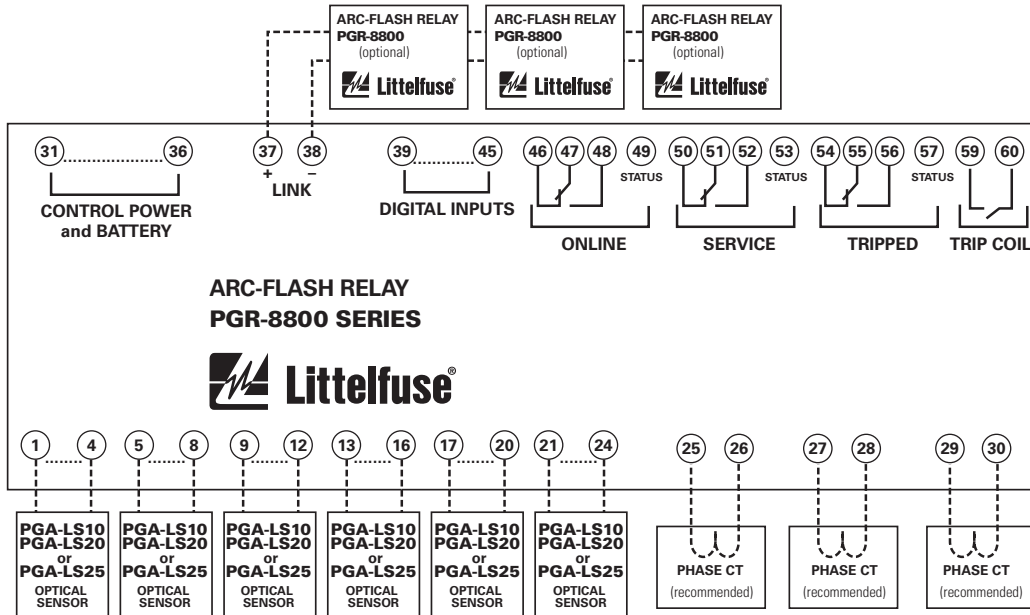 ARC-FLASH RELAY ARC-FLASH RELAY ARC-FLASH RELAY
PGR-8800 PGR-8800 PGR-8800
(optional) (optional) (optional)
Littelfuse® Littelfuse® Littelfuse®
31 36 37 38 39 45 46 47 48 49 50 51 52 53 54 55 56 57 59 60
+ – STATUS STATUS STATUS
LINK
CONTROL POWER DIGITAL INPUTS
and BATTERY
ONLINE SERVICE TRIPPED TRIP COIL
ARC-FLASH RELAY
PGR-8800 SERIES
Littelfuse®
1 4 5 8 9 12 13 16 17 20 21 24 25 26 27 28 29 30
PGA-LS10 PGA-LS10 PGA-LS10 PGA-LS10 PGA-LS10 PGA-LS10
PGA-LS20 PGA-LS20 PGA-LS20 PGA-LS20 PGA-LS20 PGA-LS20
or or or or or or
PGA-LS25 PGA-LS25 PGA-LS25 PGA-LS25 PGA-LS25 PGA-LS25
OPTICAL OPTICAL OPTICAL OPTICAL OPTICAL OPTICAL
SENSOR SENSOR SENSOR SENSOR SENSOR SENSOR
PHASE CT PHASE CT PHASE CT
(recommended) (recommended) (recommended)